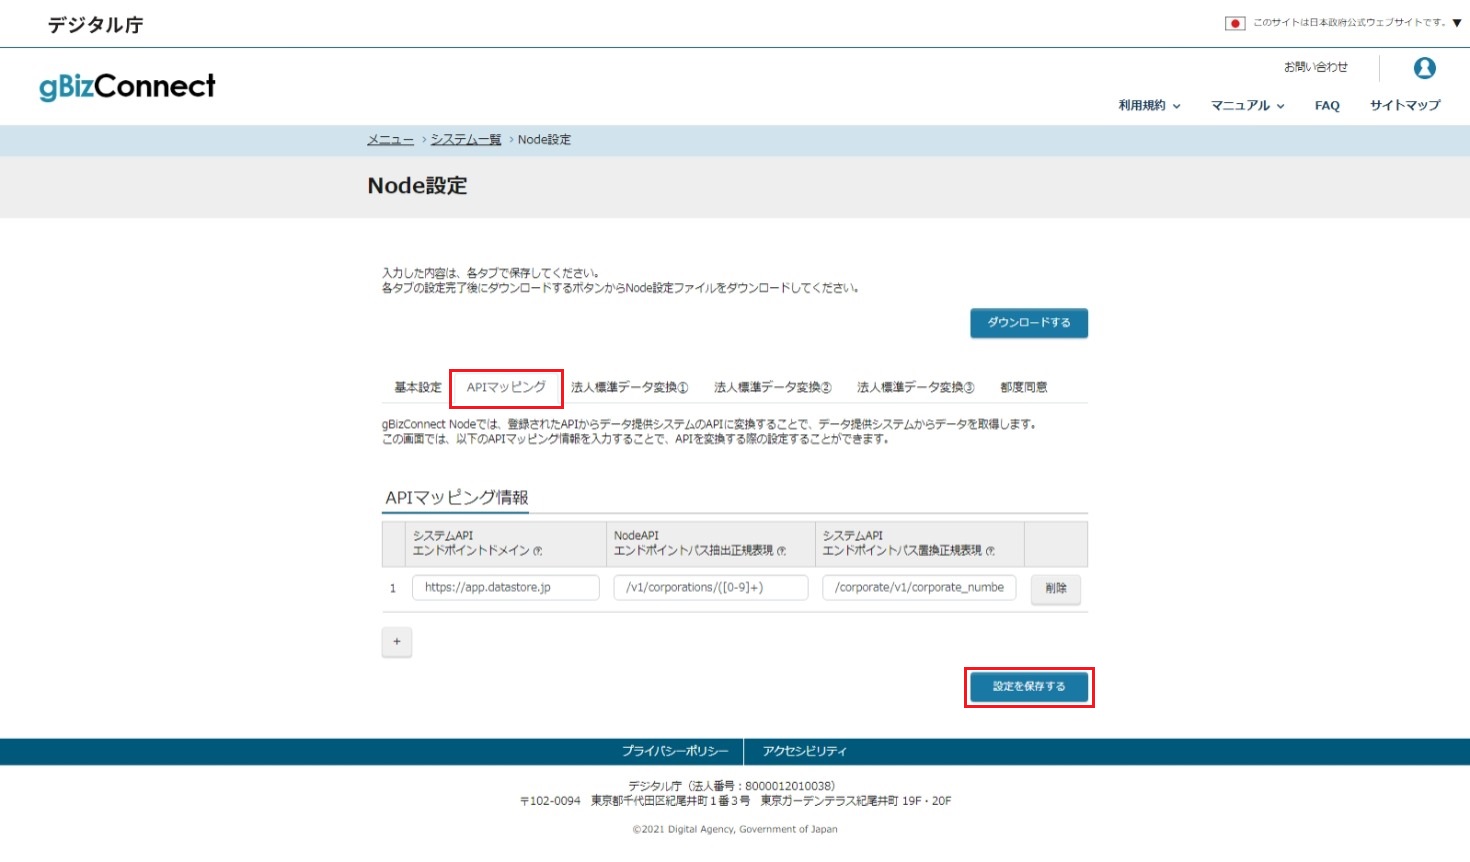 デジタル庁
このサイトは日本政府公式ウェブサイトです。▼
gBizConnect
お問い合わせ
利用規約 マニュアル FAQ サイトマップ
メニュー › システム一覧 › Node設定
Node設定
入力した内容は、各タブで保存してください。
各タブの設定完了後にダウンロードするボタンからNode設定ファイルをダウンロードしてください。
ダウンロードする
基本設定 APIマッピング 法人標準データ変換① 法人標準データ変換② 法人標準データ変換③ 都度同意
gBizConnect Nodeでは、登録されたAPIからデータ提供システムのAPIに変換することで、データ提供システムからデータを取得します。
この画面では、以下のAPIマッピング情報を入力することで、APIを変換する際の設定することができます。
APIマッピング情報
システムAPI
エンドポイントドメイン
NodeAPI
エンドポイントパス抽出正規表現
システムAPI
エンドポイントパス置換正規表現
1 https://app.datastore.jp /v1/corporations/([0-9]+) /corporate/v1/corporate_numbe 削除
+
設定を保存する
プライバシーポリシー アクセシビリティ
デジタル庁（法人番号：8000012010038）
〒102-0094 東京都千代田区紀尾井町１番３号 東京ガーデンテラス紀尾井町 19F・20F
©2021 Digital Agency, Government of Japan